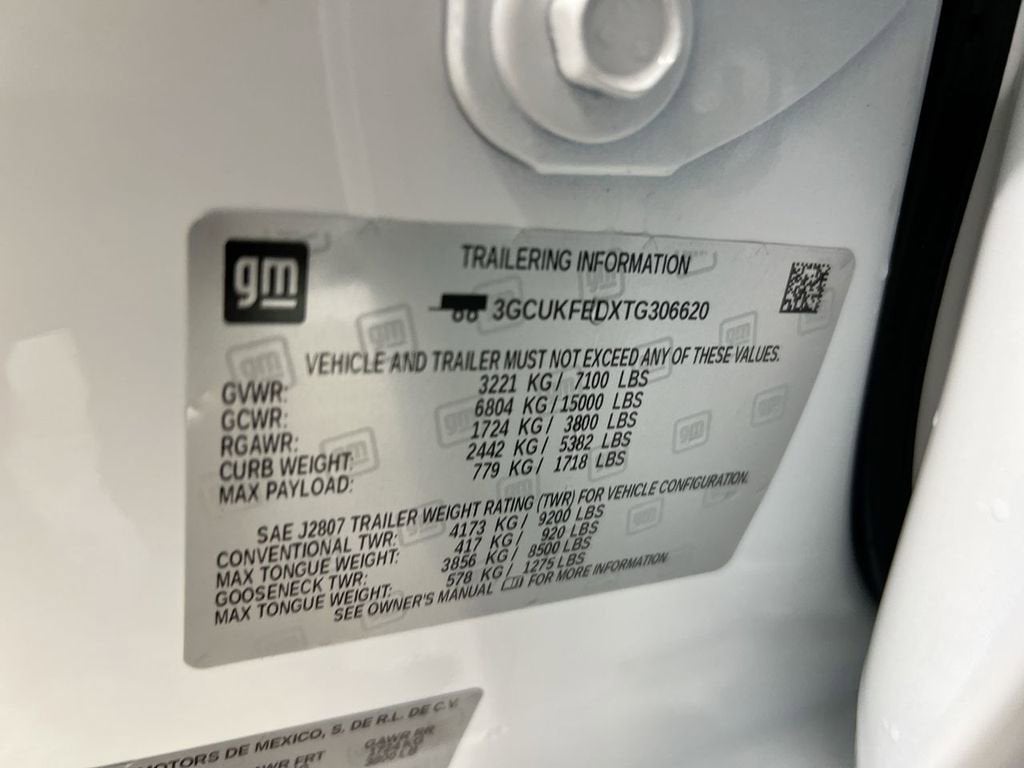 gm
TRAILERING INFORMATION
3GCUKFEDXTG306620
VEHICLE AND TRAILER MUST NOT EXCEED ANY OF THESE VALUES.
GVWR: 3221 KG/ 7100 LBS
GCWR: 6804 KG/15000 LBS
RGAWR: 1724 KG/ 3800 LBS
CURB WEIGHT: 2442 KG/ 5382 LBS
MAX PAYLOAD: 779 KG/ 1718 LBS
SAE J2807 TRAILER WEIGHT RATING (TWR) FOR VEHICLE CONFIGURATION.
CONVENTIONAL TWR: 4173 KG/ 9200 LBS
MAX TONGUE WEIGHT: 417 KG/ 920 LBS
GOOSENECK TWR: 3856 KG/ 8500 LBS
MAX TONGUE WEIGHT: 578 KG/ 1275 LBS
SEE OWNER'S MANUAL FOR MORE INFORMATION.
MOTORS DE MEXICO, S. DE R.L. DE C.V.
GAWR RR
FRT